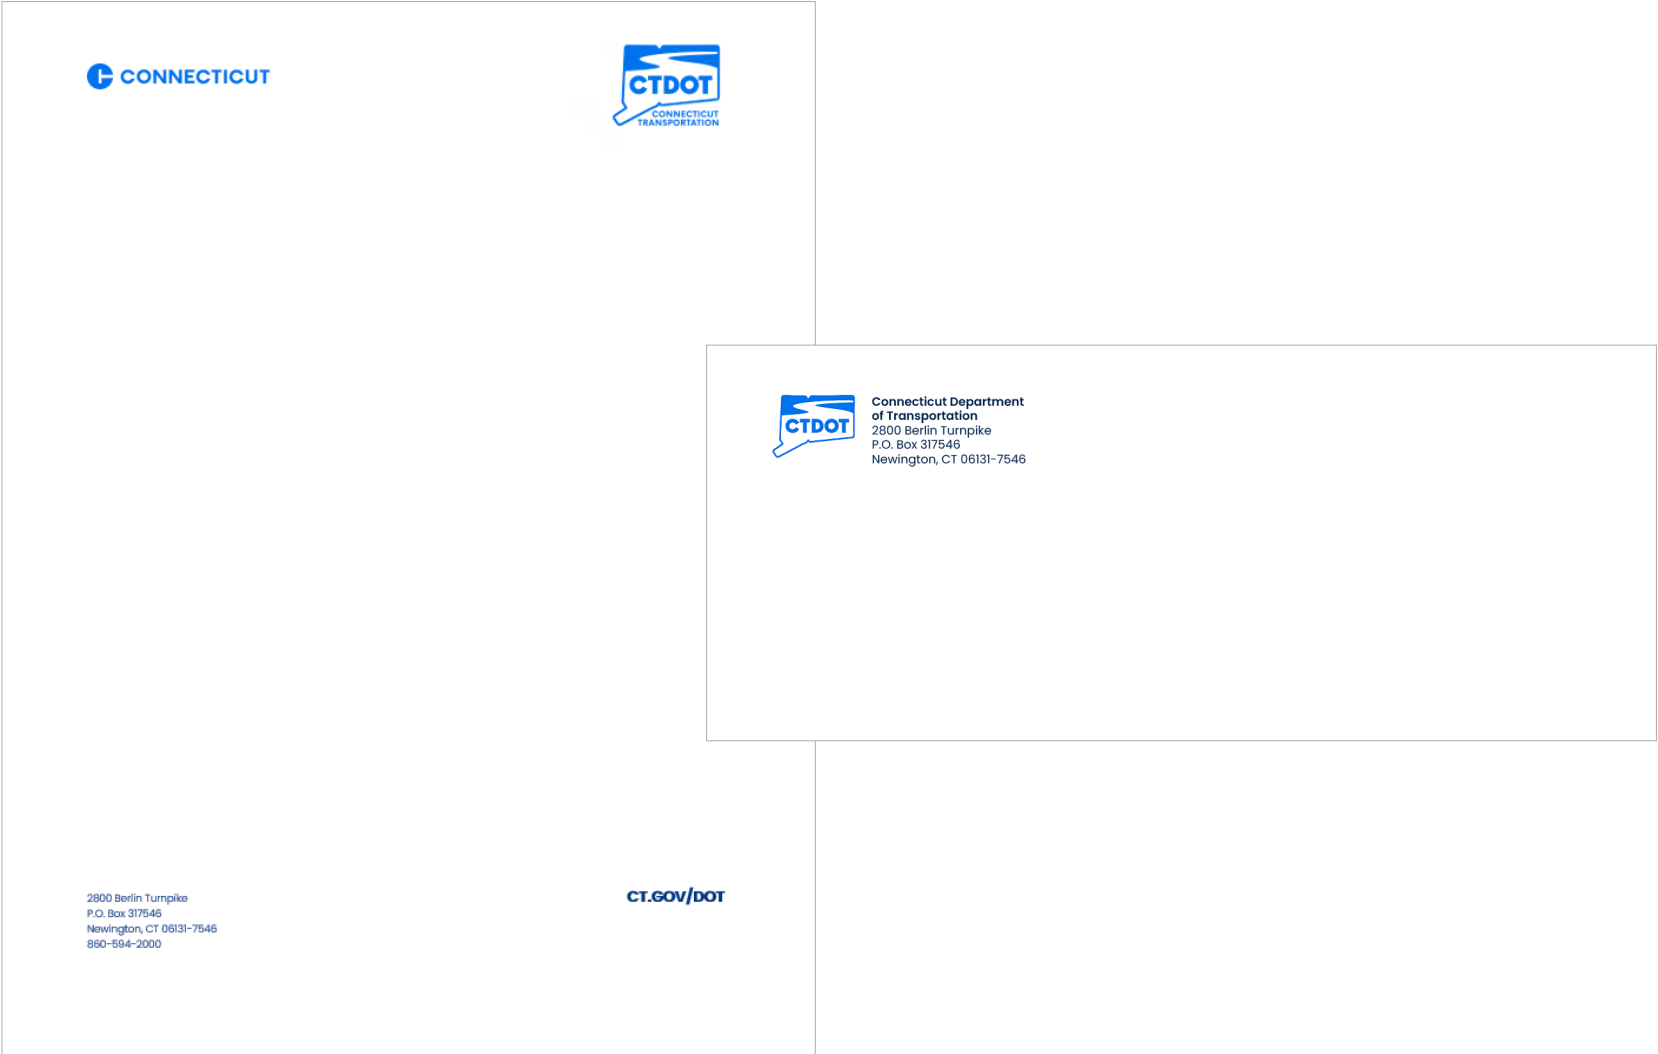 CONNECTICUT
CTDOT
CONNECTICUT
TRANSPORTATION
CTDOT
Connecticut Department
of Transportation
2800 Berlin Turnpike
P.O. Box 317546
Newington, CT 06131-7546
2800 Berlin Turnpike
P.O. Box 317546
Newington, CT 06131-7546
860-594-2000
CT.GOV/DOT